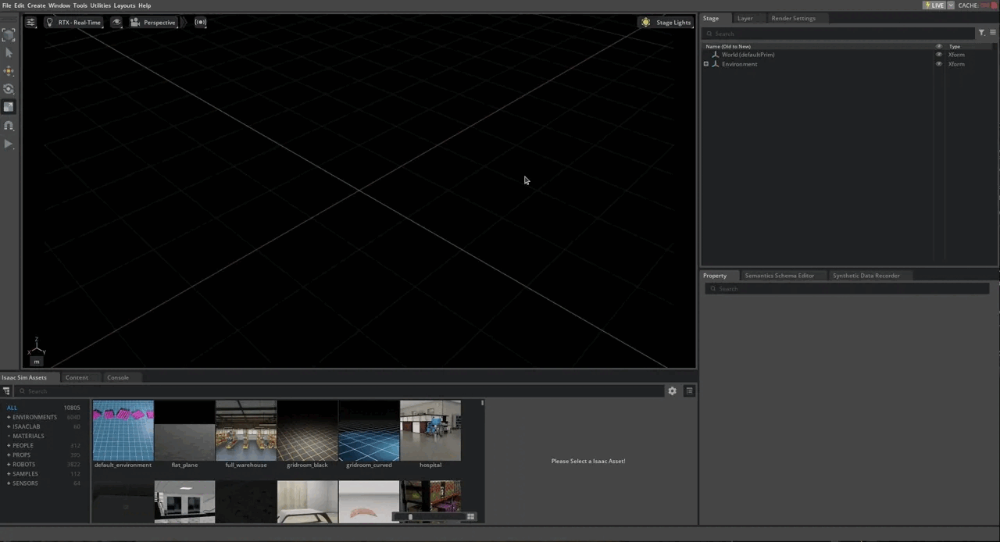 File Edit Create Window Tools Utilities Layouts Help
LIVE CACHE:
RTX - Real-Time Perspective Stage Lights
Stage Layer Render Settings
Search
Name (Old to New) Type
World (defaultPrim) Xform
Environment Xform
Property Semantics Schema Editor Synthetic Data Recorder
Search
Z
X Y
m
Isaac Sim Assets Content Console
Search
ALL 10805
+ ENVIRONMENTS 6040
+ ISAACLAB 60
- MATERIALS
+ PEOPLE 312
+ PROPS 395
+ ROBOTS 3822
+ SAMPLES 112
+ SENSORS 64
default_environment flat_plane full_warehouse gridroom_black gridroom_curved hospital
Please Select a Isaac Asset!